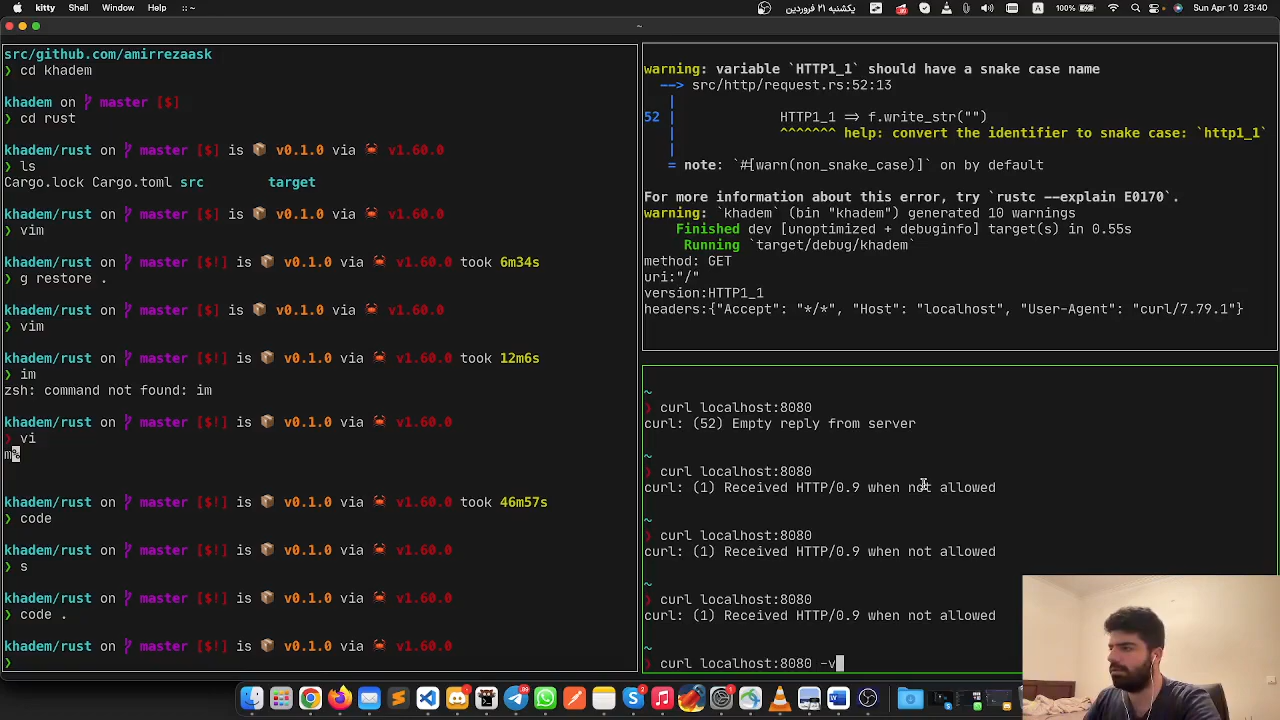 kitty Shell Edit Window Help :: ~
یکشنبه ۲۱ فروردین
A
100%
Sun Apr 10 23:40
~
src/github.com/amirrezaask
❯ cd khadem
khadem on master [$]
❯ cd rust
khadem/rust on master [$] is 📦 v0.1.0 via 🦀 v1.60.0
❯ ls
Cargo.lock Cargo.toml src target
khadem/rust on master [$] is 📦 v0.1.0 via 🦀 v1.60.0
❯ vim
khadem/rust on master [$!] is 📦 v0.1.0 via 🦀 v1.60.0 took 6m34s
❯ g restore .
khadem/rust on master [$] is 📦 v0.1.0 via 🦀 v1.60.0
❯ vim
khadem/rust on master [$!] is 📦 v0.1.0 via 🦀 v1.60.0 took 12m6s
❯ im
zsh: command not found: im
khadem/rust on master [$!] is 📦 v0.1.0 via 🦀 v1.60.0
❯ vi
m%
khadem/rust on master [$!] is 📦 v0.1.0 via 🦀 v1.60.0 took 46m57s
❯ code
khadem/rust on master [$!] is 📦 v0.1.0 via 🦀 v1.60.0
❯ s
khadem/rust on master [$!] is 📦 v0.1.0 via 🦀 v1.60.0
❯ code .
khadem/rust on master [$!] is 📦 v0.1.0 via 🦀 v1.60.0
❯
warning: variable `HTTP1_1` should have a snake case name
--> src/http/request.rs:52:13
|
52 | HTTP1_1 => f.write_str("")
| ^^^^^^^ help: convert the identifier to snake case: `http1_1`
|
= note: `#[warn(non_snake_case)]` on by default
For more information about this error, try `rustc --explain E0170`.
warning: `khadem` (bin "khadem") generated 10 warnings
Finished dev [unoptimized + debuginfo] target(s) in 0.55s
Running `target/debug/khadem`
method: GET
uri:"/"
version:HTTP1_1
headers:{"Accept": "*/*", "Host": "localhost", "User-Agent": "curl/7.79.1"}
~
❯ curl localhost:8080
curl: (52) Empty reply from server
~
❯ curl localhost:8080
curl: (1) Received HTTP/0.9 when not allowed
~
❯ curl localhost:8080
curl: (1) Received HTTP/0.9 when not allowed
~
❯ curl localhost:8080
curl: (1) Received HTTP/0.9 when not allowed
~
❯ curl localhost:8080 -v